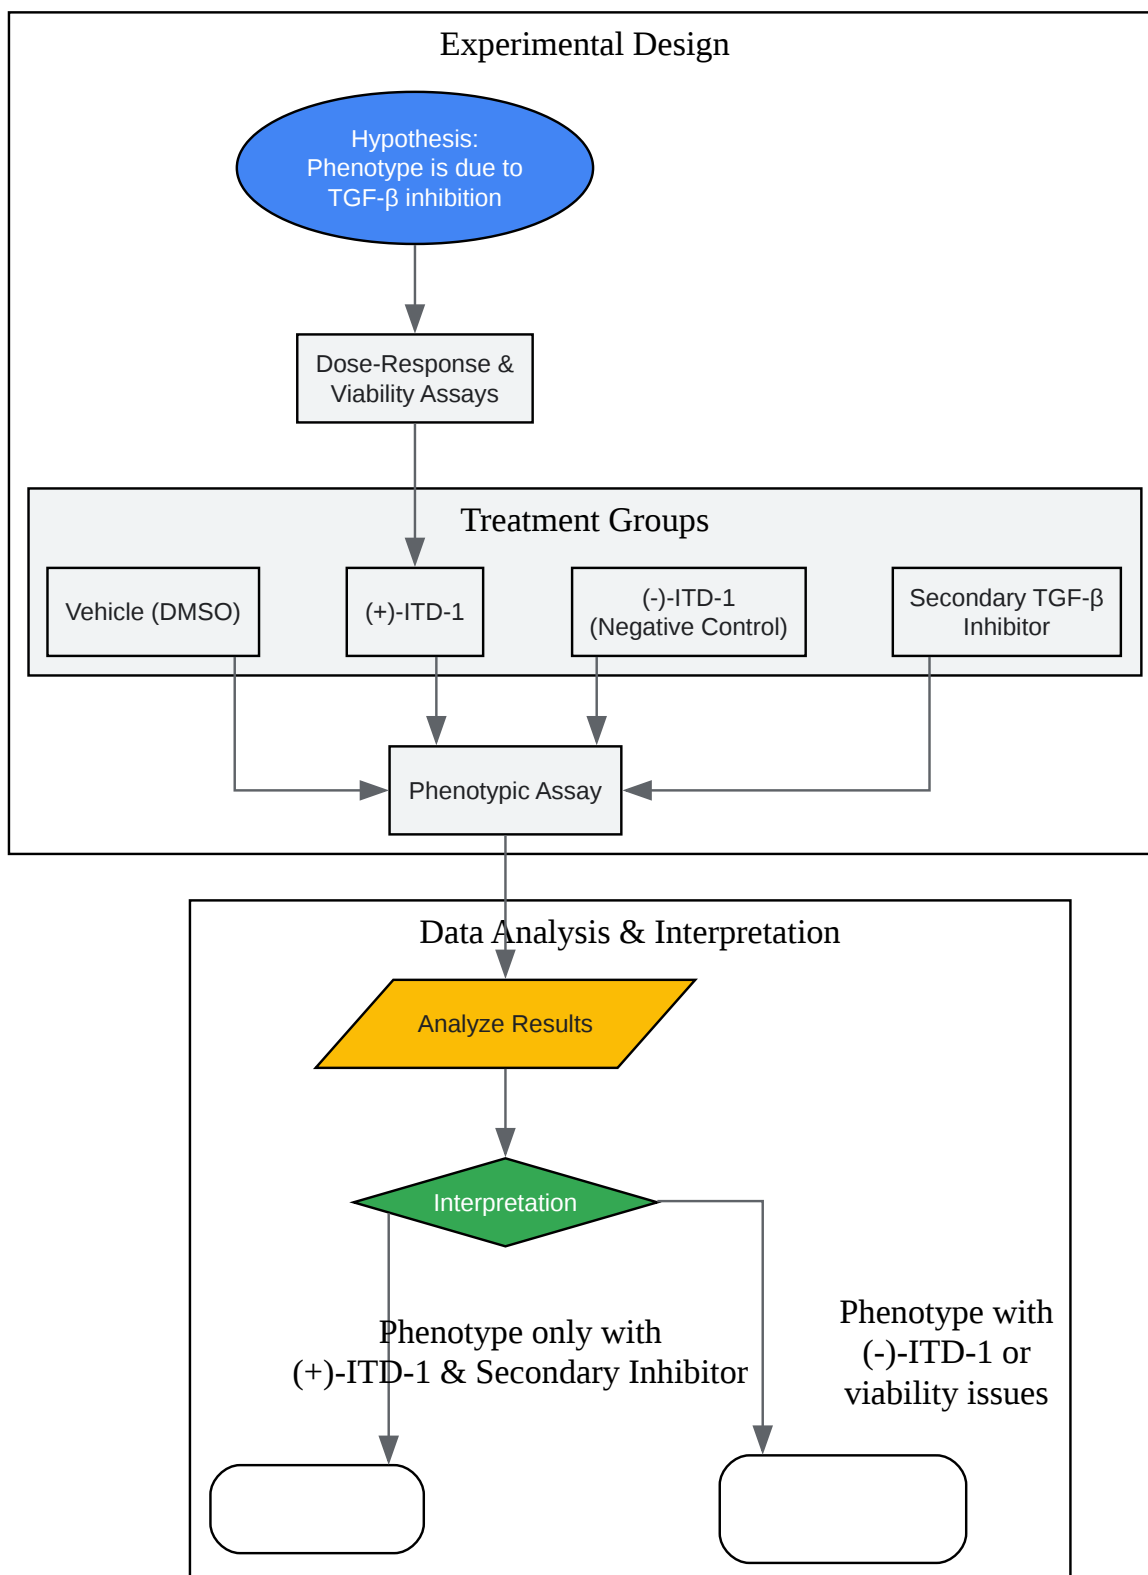 Experimental Design
Hypothesis:
Phenotype is due to
TGF-β inhibition
Dose-Response &
Viability Assays
Treatment Groups
Vehicle (DMSO)
(+)-ITD-1
(-)-ITD-1
(Negative Control)
Secondary TGF-β
Inhibitor
Phenotypic Assay
Data Analysis & Interpretation
Analyze Results
Interpretation
Phenotype only with
(+)-ITD-1 & Secondary Inhibitor
Phenotype with
(-)-ITD-1 or
viability issues